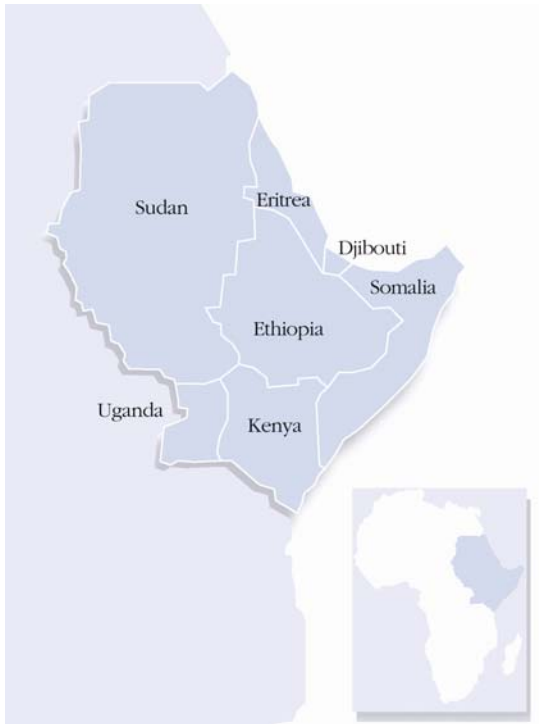 Sudan
Eritrea
Djibouti
Somalia
Ethiopia
Uganda
Kenya